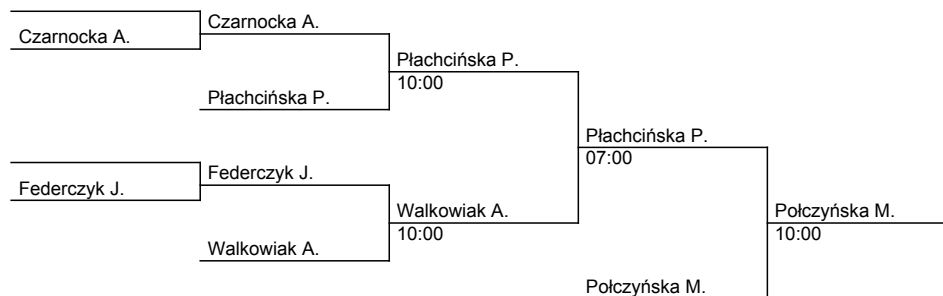 Czarnocka A.
Czarnocka A.
Płachcińska P.
10:00
Płachcińska P.
Płachcińska P.
07:00
Federczyk J.
Federczyk J.
Walkowiak A.
10:00
Walkowiak A.
Połczyńska M.
10:00
Połczyńska M.